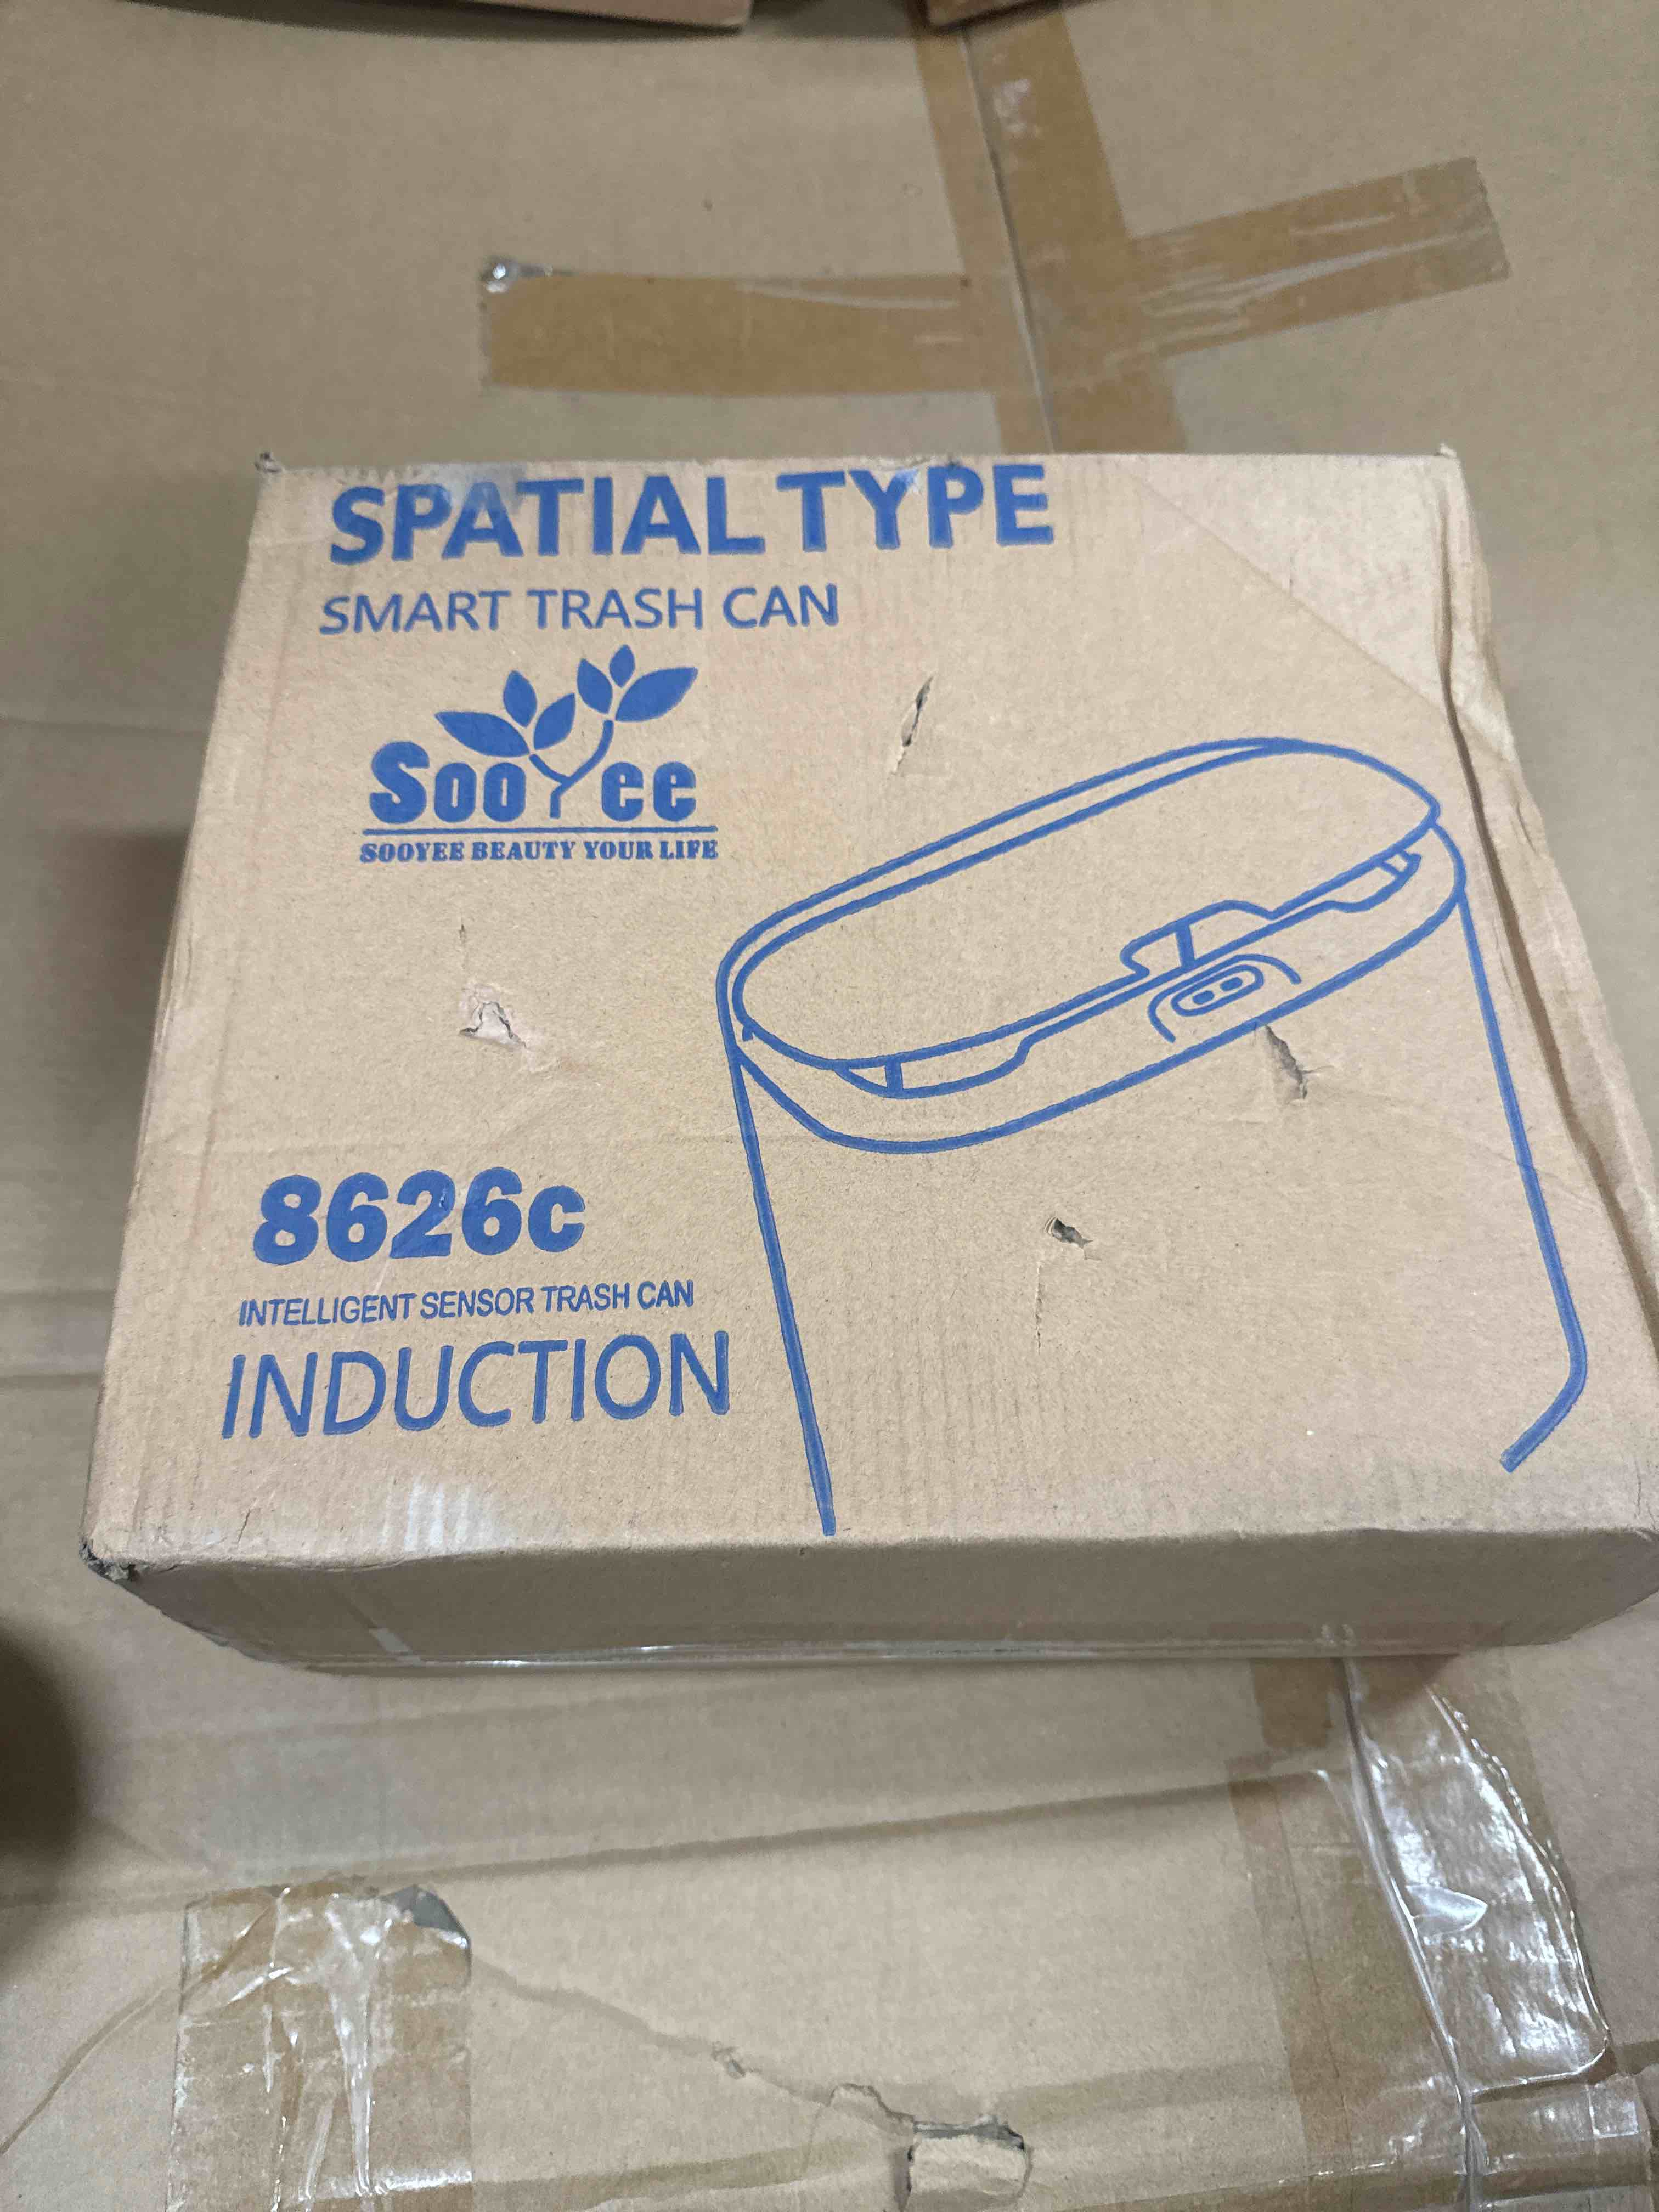 SPATIAL TYPE
SMART TRASH CAN
SooYee
SOOYEE BEAUTY YOUR LIFE
8626c
INTELLIGENT SENSOR TRASH CAN
INDUCTION